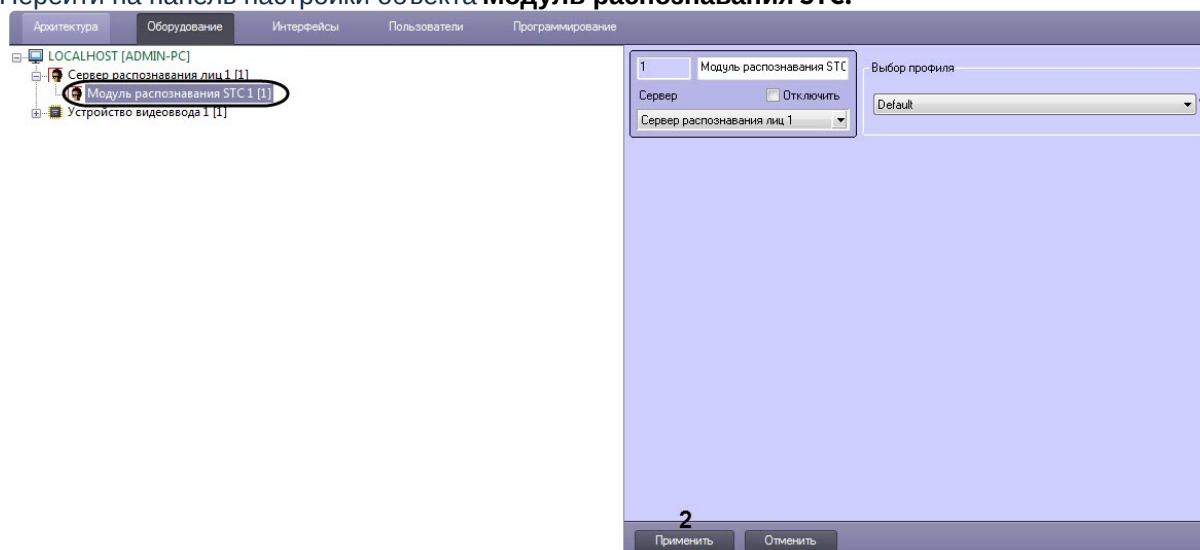 Перейти на панель настройки объекта Модуль распознавания STC.
Архитектура Оборудование Интерфейсы Пользователи Программирование
LOCALHOST [ADMIN-PC]
Сервер распознавания лиц 1 [1]
Модуль распознавания STC 1 [1]
Устройство видеоввода 1 [1]
1 Модуль распознавания STC
Сервер Отключить
Сервер распознавания лиц 1
Выбор профиля
Default
2
Применить Отменить